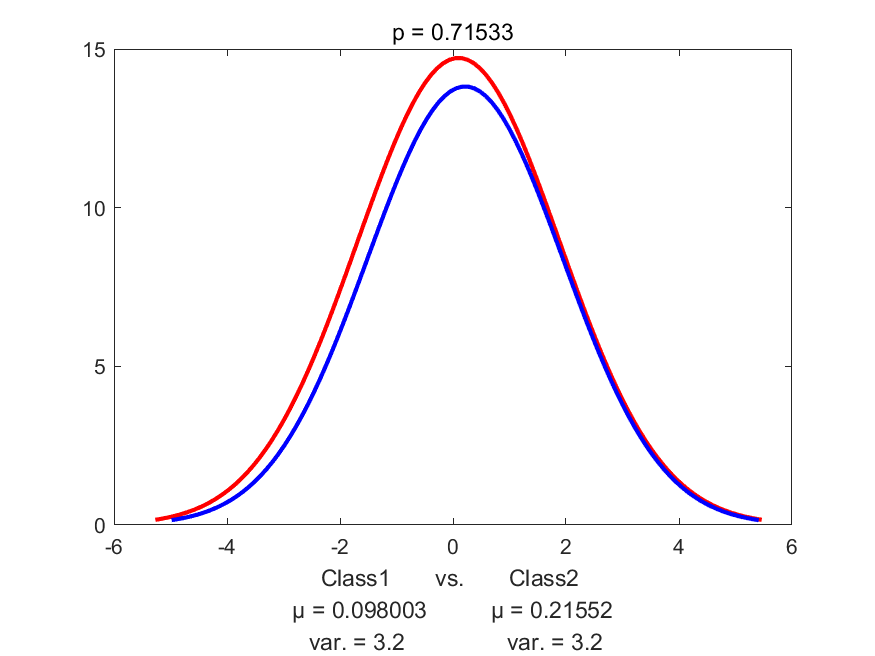 p = 0.71533
15
10
5
0
-6 -4 -2 0 2 4 6
Class1 vs. Class2
μ = 0.098003 μ = 0.21552
var. = 3.2 var. = 3.2